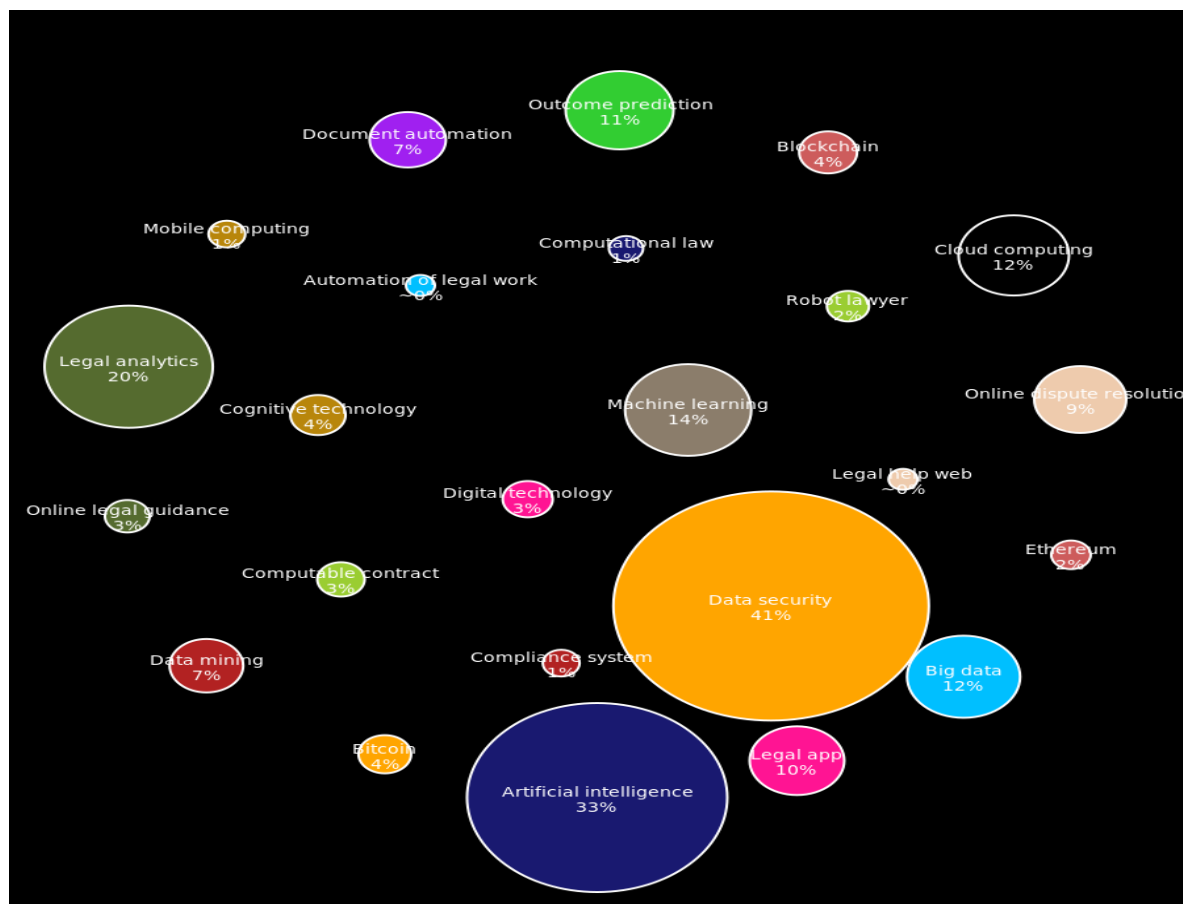 Outcome prediction
11%
Document automation
7%
Blockchain
4%
Mobile computing
1%
Computational law
1%
Cloud computing
12%
Automation of legal work
~0%
Robot lawyer
2%
Legal analytics
20%
Online dispute resolutio
9%
Machine learning
14%
Cognitive technology
4%
Legal help web
~0%
Digital technology
3%
Online legal guidance
3%
Ethereum
2%
Computable contract
3%
Data security
41%
Data mining
7%
Compliance system
1%
Big data
12%
Bitcoin
4%
Legal app
10%
Artificial intelligence
33%